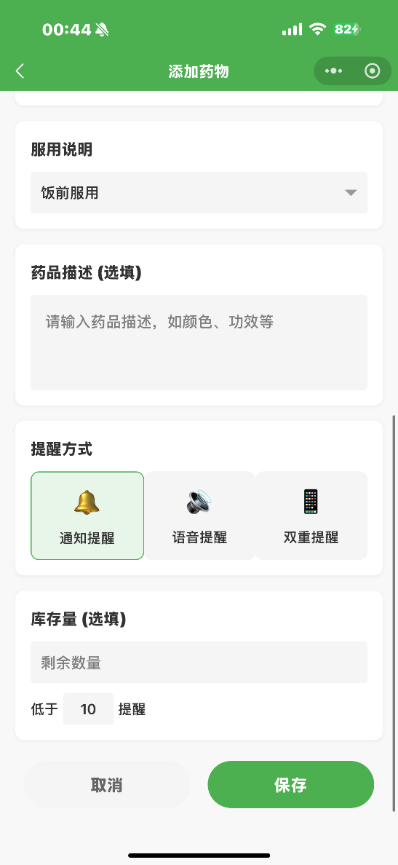 00:44
82
添加药物
服用说明
饭前服用
药品描述 (选填)
请输入药品描述，如颜色、功效等
提醒方式
通知提醒
语音提醒
双重提醒
库存量 (选填)
剩余数量
低于 10 提醒
取消
保存